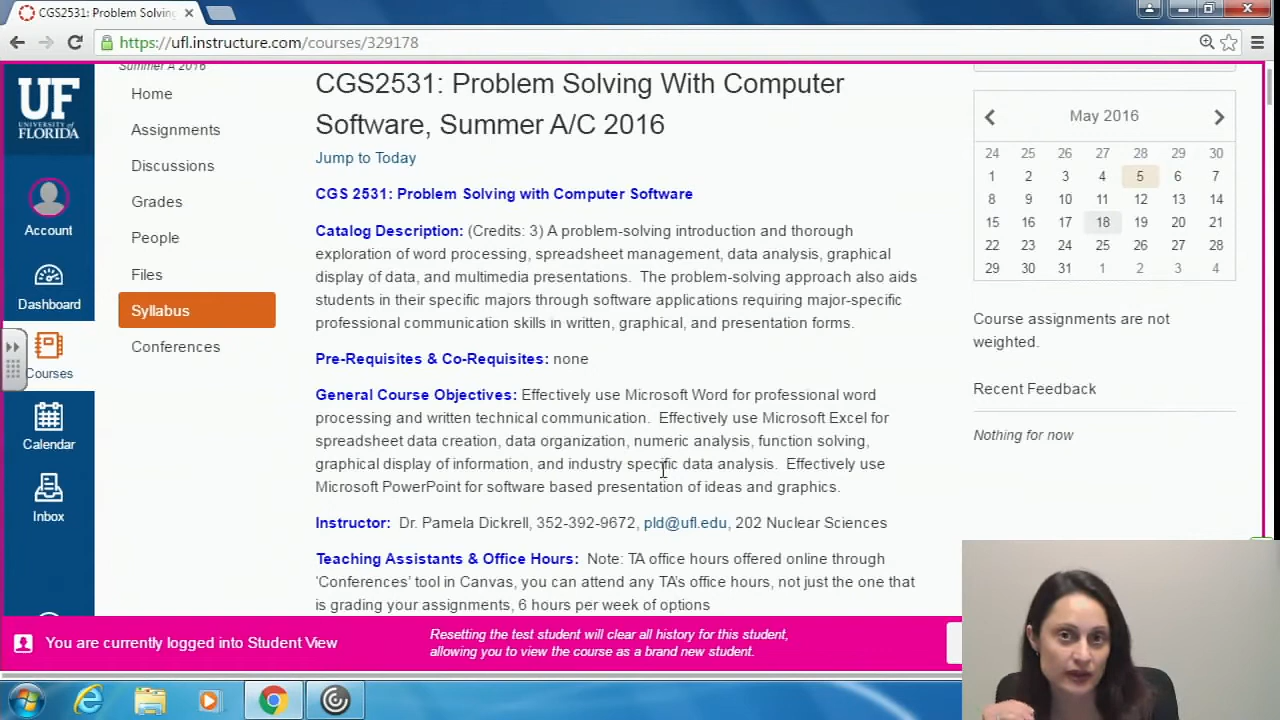 CGS2531: Problem Solving
https://ufl.instructure.com/courses/329178
UF
UNIVERSITY of
FLORIDA
Account
Dashboard
Courses
Calendar
Inbox
Summer A 2016
Home
Assignments
Discussions
Grades
People
Files
Syllabus
Conferences
CGS2531: Problem Solving With Computer
Software, Summer A/C 2016
Jump to Today
CGS 2531: Problem Solving with Computer Software
Catalog Description: (Credits: 3) A problem-solving introduction and thorough
exploration of word processing, spreadsheet management, data analysis, graphical
display of data, and multimedia presentations.  The problem-solving approach also aids
students in their specific majors through software applications requiring major-specific
professional communication skills in written, graphical, and presentation forms.
Pre-Requisites & Co-Requisites: none
General Course Objectives: Effectively use Microsoft Word for professional word
processing and written technical communication.  Effectively use Microsoft Excel for
spreadsheet data creation, data organization, numeric analysis, function solving,
graphical display of information, and industry specific data analysis.  Effectively use
Microsoft PowerPoint for software based presentation of ideas and graphics.
Instructor:  Dr. Pamela Dickrell, 352-392-9672, pld@ufl.edu, 202 Nuclear Sciences
Teaching Assistants & Office Hours:  Note: TA office hours offered online through
'Conferences' tool in Canvas, you can attend any TA's office hours, not just the one that
is grading your assignments, 6 hours per week of options
May 2016
24 25 26 27 28 29 30
1 2 3 4 5 6 7
8 9 10 11 12 13 14
15 16 17 18 19 20 21
22 23 24 25 26 27 28
29 30 31 1 2 3 4
Course assignments are not
weighted.
Recent Feedback
Nothing for now
You are currently logged into Student View
Resetting the test student will clear all history for this student,
allowing you to view the course as a brand new student.